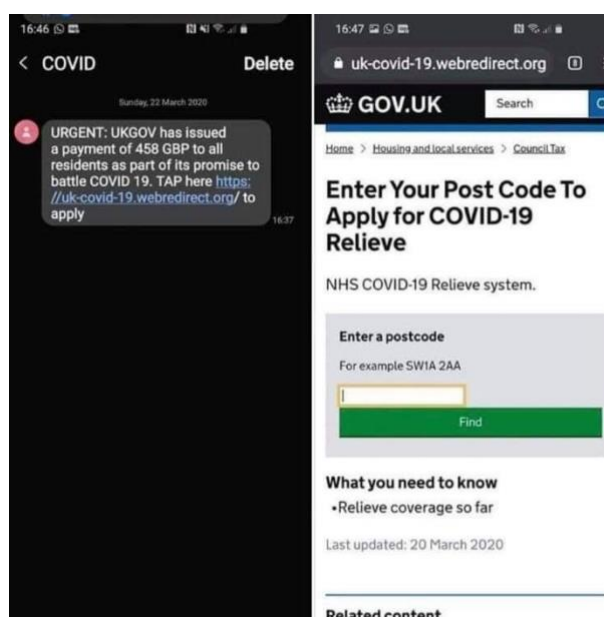 16:46
COVID
Delete
Sunday, 22 March 2020
URGENT: UKGOV has issued
a payment of 458 GBP to all
residents as part of its promise to
battle COVID 19. TAP here https:
//uk-covid-19.webredirect.org/ to
apply
16:37
16:47
uk-covid-19.webredirect.org
8
GOV.UK
Search
Home > Housing and local services > Council Tax
Enter Your Post Code To
Apply for COVID-19
Relieve
NHS COVID-19 Relieve system.
Enter a postcode
For example SW1A 2AA
Find
What you need to know
•Relieve coverage so far
Last updated: 20 March 2020
Related content